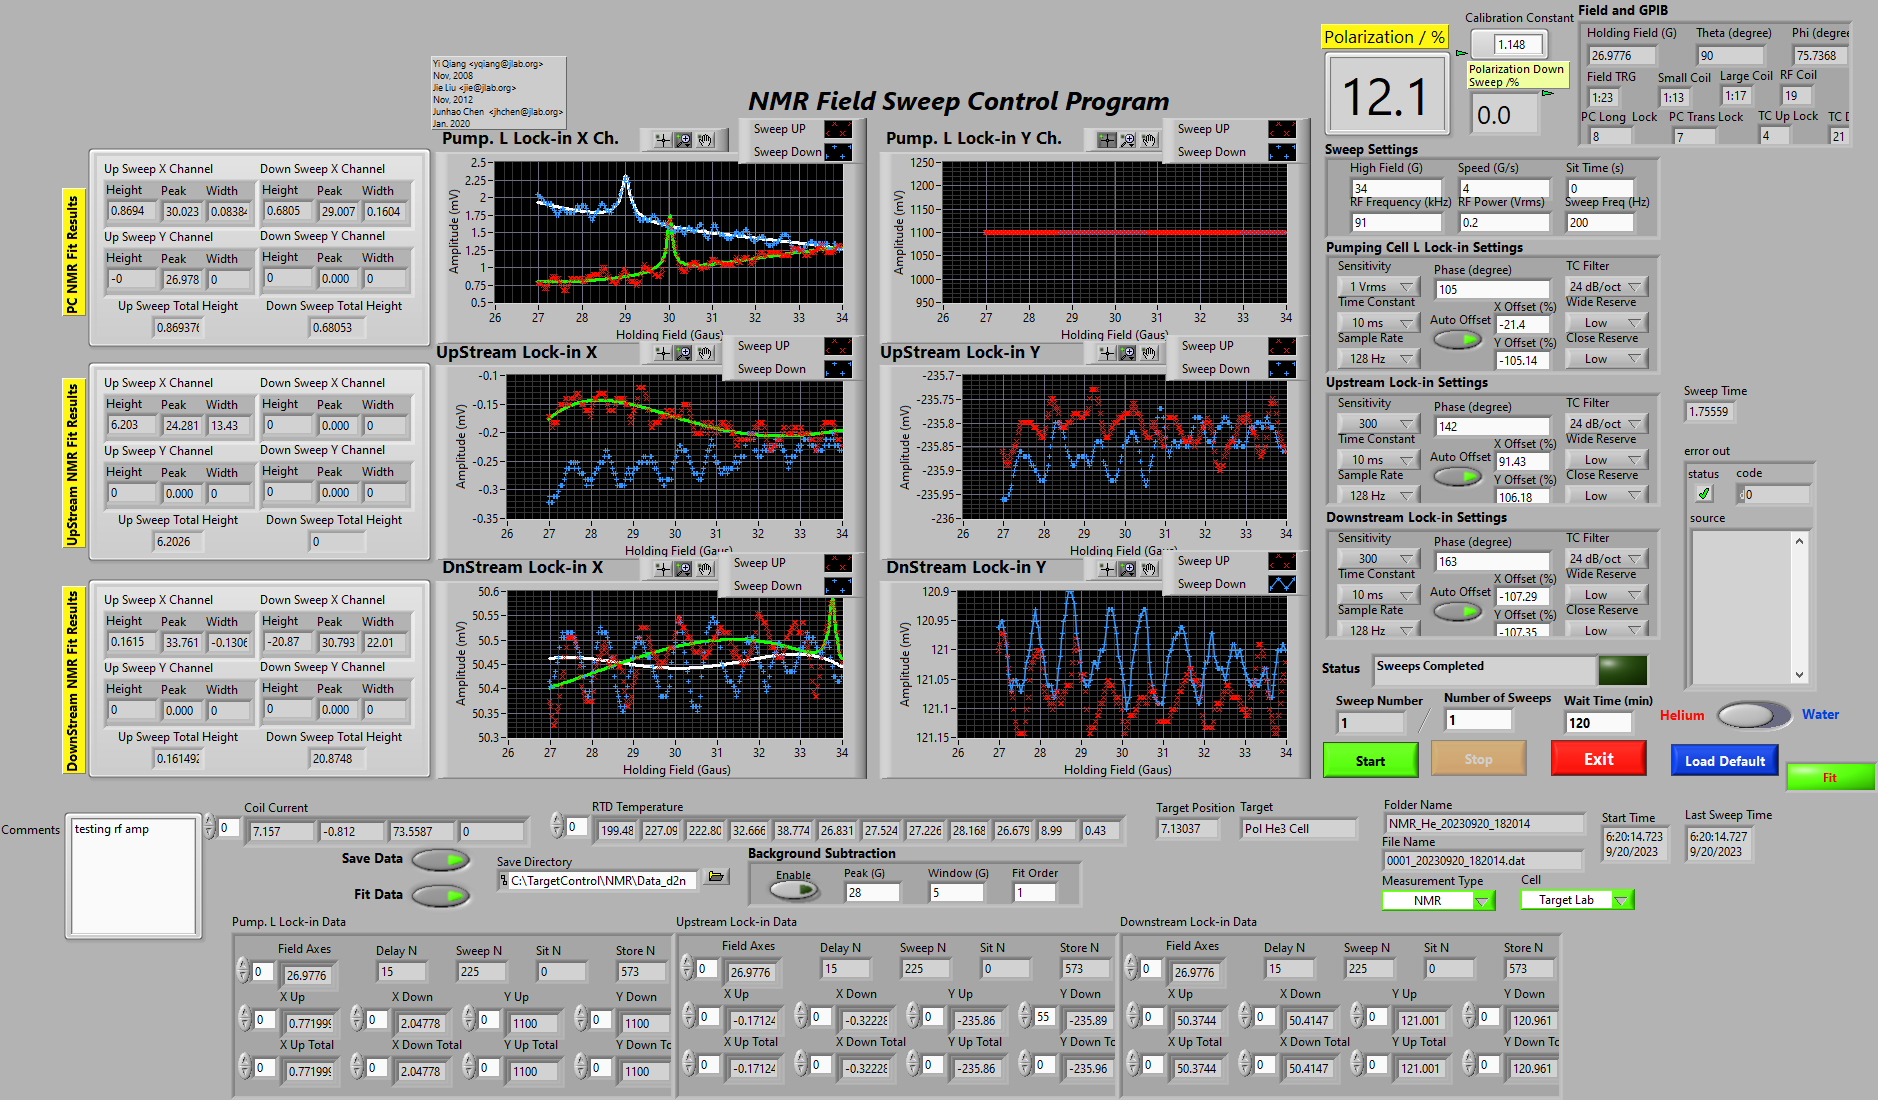 Yi Qiang <yqiang@jlab.org>
Nov, 2008
Jie Liu <jie@jlab.org>
Nov, 2012
Junhao Chen <jhchen@jlab.org>
Jan. 2020
NMR Field Sweep Control Program
Polarization / %
12.1
Calibration Constant
1.148
Polarization Down
Sweep /%
0.0
Field and GPIB
Holding Field (G) Theta (degree) Phi (degree
26.9776 90 75.7368
Field TRG Small Coil Large Coil RF Coil
1:23 1:13 1:17 19
PC Long Lock PC Trans Lock TC Up Lock TC D
8 7 4 21
PC NMR Fit Results
Up Sweep X Channel Down Sweep X Channel
Height Peak Width Height Peak Width
0.8694 30.023 0.08384 0.6805 29.007 0.1604
Up Sweep Y Channel Down Sweep Y Channel
Height Peak Width Height Peak Width
-0 26.978 0 0 0.000 0
Up Sweep Total Height Down Sweep Total Height
0.869376 0.68053
Pump. L Lock-in X Ch.
Sweep UP
Sweep Down
Amplitude (mV)
2.5
2.25
2
1.75
1.5
1.25
1
0.75
0.5
26 27 28 29 30 31 32 33 34
Holding Field (Gaus)
Pump. L Lock-in Y Ch.
Sweep UP
Sweep Down
Amplitude (mV)
1250
1200
1150
1100
1050
1000
950
26 27 28 29 30 31 32 33 34
Holding Field (Gaus)
UpStream NMR Fit Results
Up Sweep X Channel Down Sweep X Channel
Height Peak Width Height Peak Width
6.203 24.281 13.43 0 0.000 0
Up Sweep Y Channel Down Sweep Y Channel
Height Peak Width Height Peak Width
0 0.000 0 0 0.000 0
Up Sweep Total Height Down Sweep Total Height
6.2026 0
UpStream Lock-in X
Sweep UP
Sweep Down
Amplitude (mV)
-0.1
-0.15
-0.2
-0.25
-0.3
-0.35
26 27 28 29 30 31 32 33 34
Holding Field (Gaus)
UpStream Lock-in Y
Sweep UP
Sweep Down
Amplitude (mV)
-235.7
-235.75
-235.8
-235.85
-235.9
-235.95
-236
26 27 28 29 30 31 32 33 34
Holding Field (Gaus)
DownStream NMR Fit Results
Up Sweep X Channel Down Sweep X Channel
Height Peak Width Height Peak Width
0.1615 33.761 -0.1306 -20.87 30.793 22.01
Up Sweep Y Channel Down Sweep Y Channel
Height Peak Width Height Peak Width
0 0.000 0 0 0.000 0
Up Sweep Total Height Down Sweep Total Height
0.161492 20.8748
DnStream Lock-in X
Sweep UP
Sweep Down
Amplitude (mV)
50.6
50.55
50.5
50.45
50.4
50.35
50.3
26 27 28 29 30 31 32 33 34
Holding Field (Gaus)
DnStream Lock-in Y
Sweep UP
Sweep Down
Amplitude (mV)
120.9
120.95
121
121.05
121.1
121.15
26 27 28 29 30 31 32 33 34
Holding Field (Gaus)
Sweep Settings
High Field (G) Speed (G/s) Sit Time (s)
34 4 0
RF Frequency (kHz) RF Power (Vrms) Sweep Freq (Hz)
91 0.2 200
Pumping Cell L Lock-in Settings
Sensitivity Phase (degree) TC Filter
1 Vrms 105 24 dB/oct
Time Constant X Offset (%) Wide Reserve
10 ms Auto Offset -21.4 Low
Sample Rate Y Offset (%) Close Reserve
128 Hz -105.14 Low
Upstream Lock-in Settings
Sensitivity Phase (degree) TC Filter
300 142 24 dB/oct
Time Constant X Offset (%) Wide Reserve
10 ms Auto Offset 91.43 Low
Sample Rate Y Offset (%) Close Reserve
128 Hz 106.18 Low
Downstream Lock-in Settings
Sensitivity Phase (degree) TC Filter
300 163 24 dB/oct
Time Constant X Offset (%) Wide Reserve
10 ms Auto Offset -107.29 Low
Sample Rate Y Offset (%) Close Reserve
128 Hz -107.35 Low
Sweep Time
1.75559
error out
status code
0
source
Status Sweeps Completed
Sweep Number Number of Sweeps Wait Time (min)
1 / 1 120
Helium Water
Start Stop Exit Load Default Fit
Comments
testing rf amp
Coil Current
0 7.157 -0.812 73.5587 0
RTD Temperature
0 199.48 227.09 222.80 32.666 38.774 26.831 27.524 27.226 28.168 26.679 8.99 0.43
Target Position Target
7.13037 Pol He3 Cell
Folder Name
NMR_He_20230920_182014
File Name
0001_20230920_182014.dat
Start Time
6:20:14.723
9/20/2023
Last Sweep Time
6:20:14.727
9/20/2023
Save Data
Fit Data
Save Directory
C:\TargetControl\NMR\Data_d2n
Background Subtraction
Enable Peak (G) Window (G) Fit Order
28 5 1
Measurement Type Cell
NMR Target Lab
Pump. L Lock-in Data
Field Axes Delay N Sweep N Sit N Store N
0 26.9776 15 225 0 573
X Up X Down Y Up Y Down
0 0.771999 0 2.04778 0 1100 0 1100
X Up Total X Down Total Y Up Total Y Down To
0 0.771999 0 2.04778 0 1100 0 1100
Upstream Lock-in Data
Field Axes Delay N Sweep N Sit N Store N
0 26.9776 15 225 0 573
X Up X Down Y Up Y Down
0 -0.17124 0 -0.32228 0 -235.86 55 -235.89
X Up Total X Down Total Y Up Total Y Down Tc
0 -0.17124 0 -0.32228 0 -235.86 0 -235.96
Downstream Lock-in Data
Field Axes Delay N Sweep N Sit N Store N
0 26.9776 15 225 0 573
X Up X Down Y Up Y Down
0 50.3744 0 50.4147 0 121.001 0 120.961
X Up Total X Down Total Y Up Total Y Down Tc
0 50.3744 0 50.4147 0 121.001 0 120.961